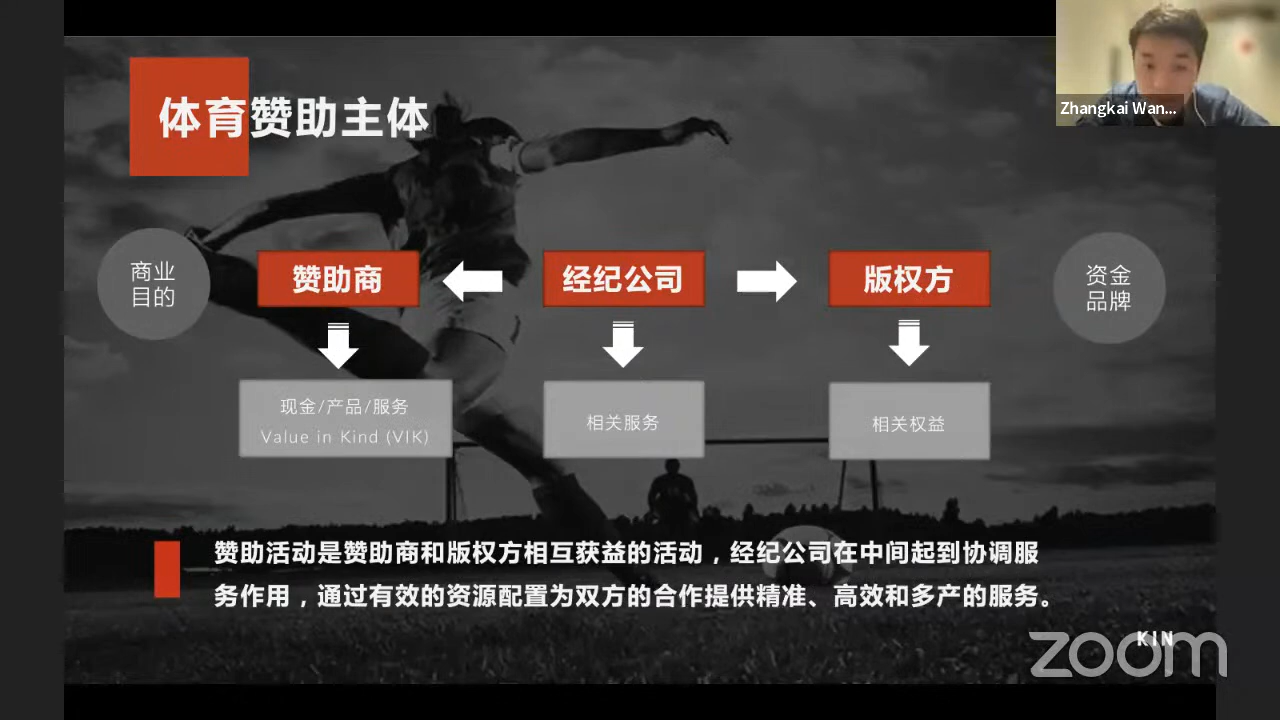 Zhangkai Wan...
体育赞助主体
商业
目的
赞助商
经纪公司
版权方
资金
品牌
现金/产品/服务
Value in Kind (VIK)
相关服务
相关权益
赞助活动是赞助商和版权方相互获益的活动，经纪公司在中间起到协调服
务作用，通过有效的资源配置为双方的合作提供精准、高效和多产的服务。
KIN
zoom